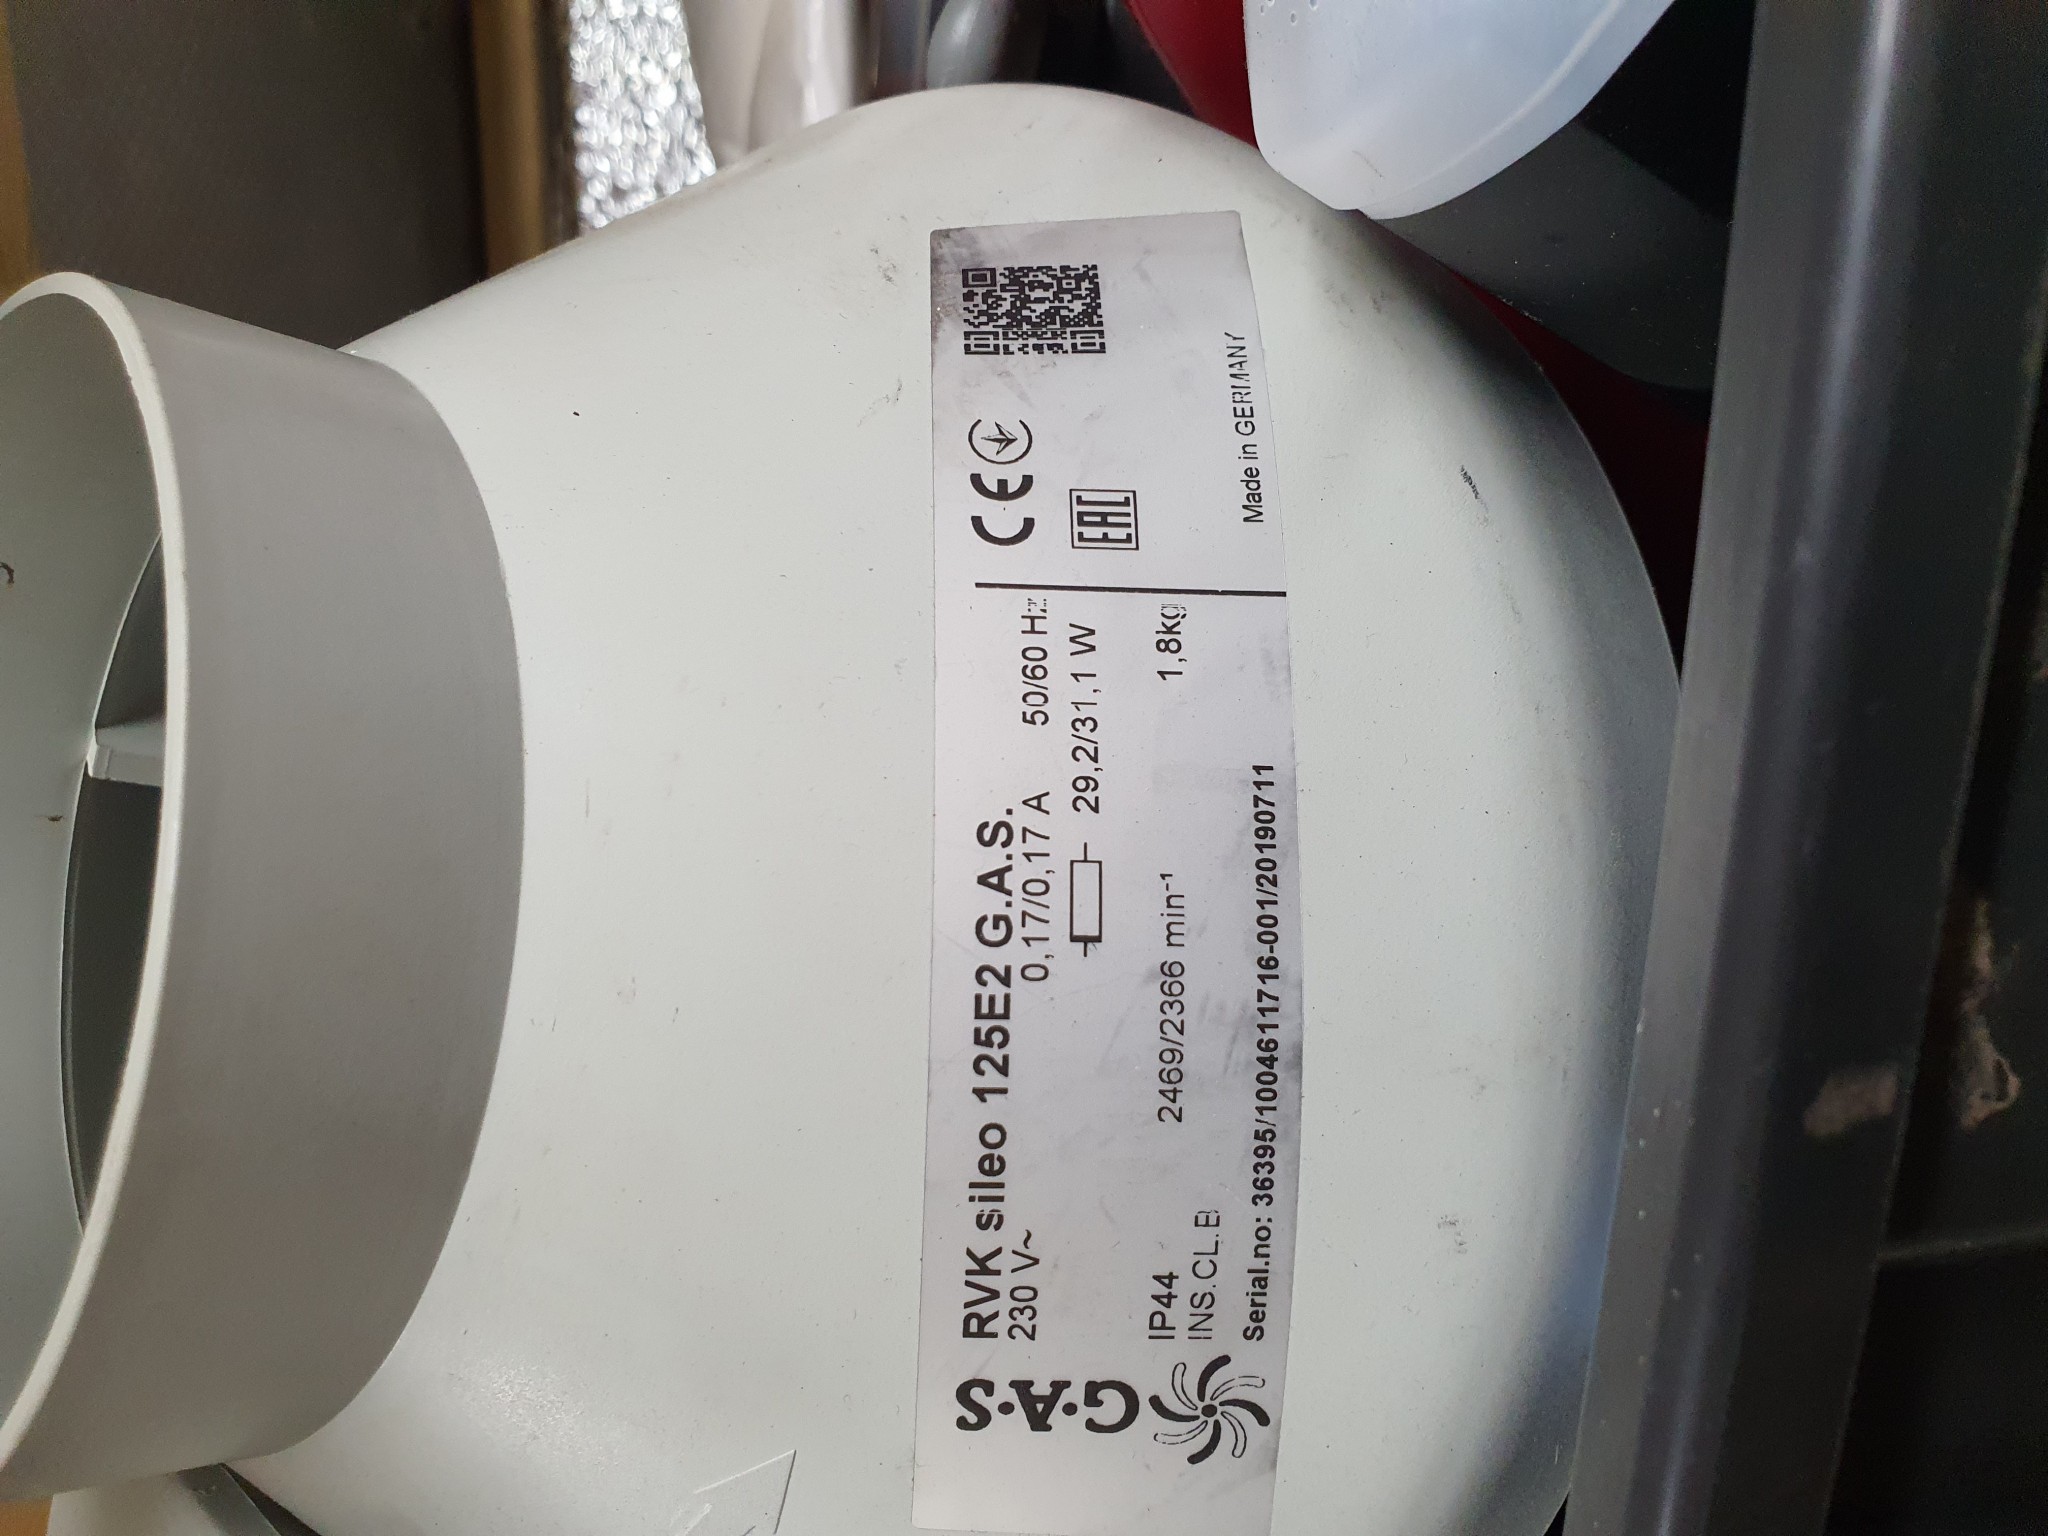 G.A.S
RVK sileo 125E2 G.A.S.
230 V~ 0,17/0,17 A 50/60 Hz
29,2/31,1 W
IP44 2469/2366 min⁻¹ 1,8kg
INS.CL.B
Serial.no: 36395/1004611716-001/20190711
CE
EAC
Made in GERMANY